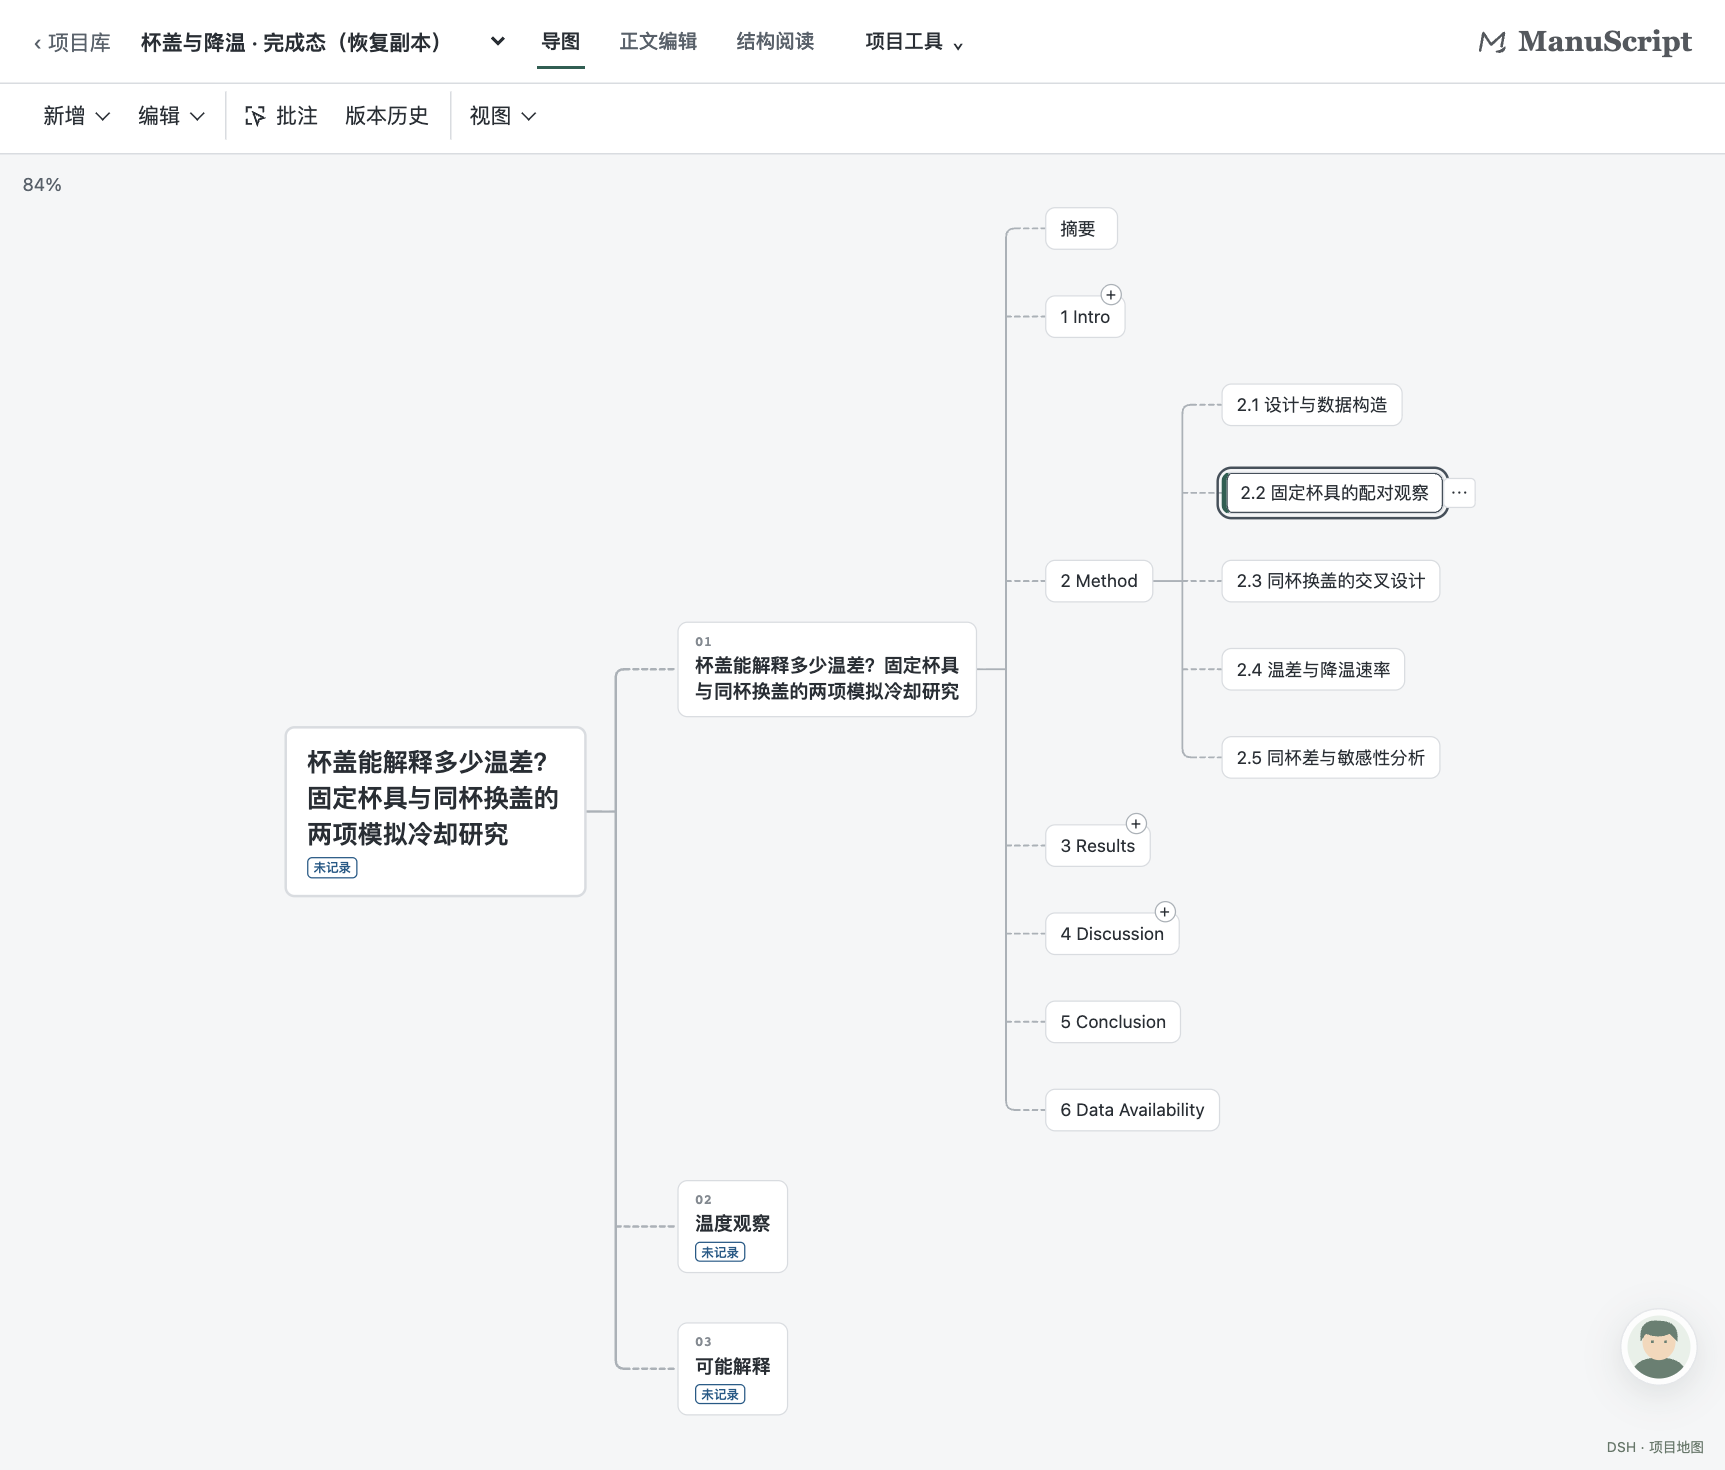 ‹ 项目库
杯盖与降温 · 完成态（恢复副本）
导图
正文编辑
结构阅读
项目工具
ManuScript
新增
编辑
批注
版本历史
视图
84%
摘要
1 Intro
2.1 设计与数据构造
2.2 固定杯具的配对观察
2 Method
2.3 同杯换盖的交叉设计
2.4 温差与降温速率
2.5 同杯差与敏感性分析
01
杯盖能解释多少温差？固定杯具
与同杯换盖的两项模拟冷却研究
杯盖能解释多少温差？
固定杯具与同杯换盖的
两项模拟冷却研究
未记录
3 Results
4 Discussion
5 Conclusion
6 Data Availability
02
温度观察
未记录
03
可能解释
未记录
DSH · 项目地图